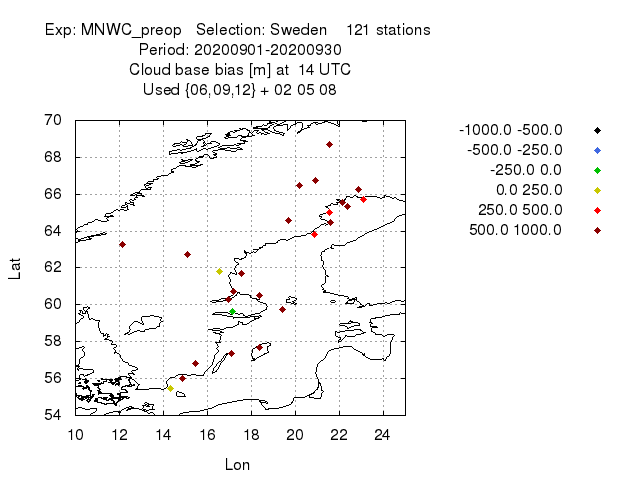 Exp: MNWC_preop Selection: Sweden 121 stations
Period: 20200901-20200930
Cloud base bias [m] at 14 UTC
Used {06,09,12} + 02 05 08
70
68
66
64
62
60
58
56
54
Lat
10 12 14 16 18 20 22 24
Lon
-1000.0 -500.0
-500.0 -250.0
-250.0 0.0
0.0 250.0
250.0 500.0
500.0 1000.0